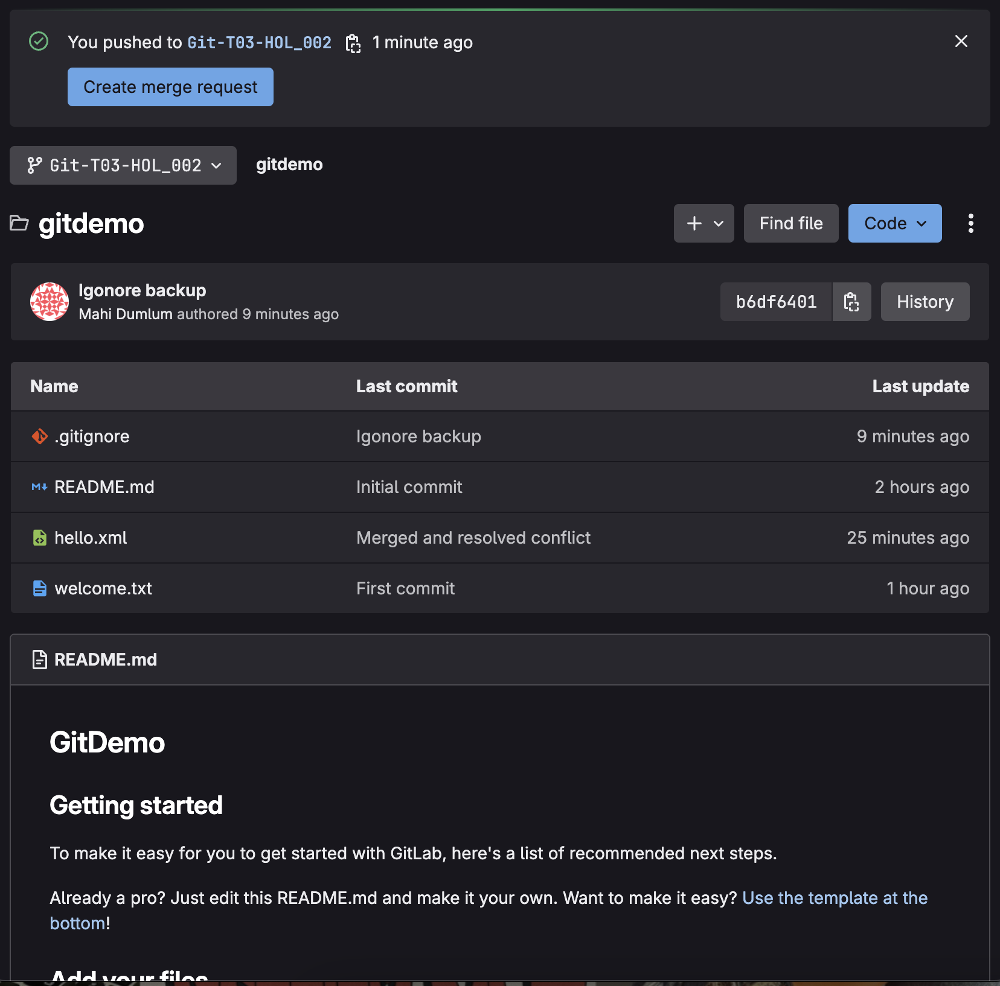 You pushed to Git-T03-HOL_002 1 minute ago
Create merge request
Git-T03-HOL_002 gitdemo
gitdemo
Find file
Code
Igonore backup
Mahi Dumlum authored 9 minutes ago
b6df6401
History
Name Last commit Last update
.gitignore Igonore backup 9 minutes ago
README.md Initial commit 2 hours ago
hello.xml Merged and resolved conflict 25 minutes ago
welcome.txt First commit 1 hour ago
README.md
GitDemo
Getting started
To make it easy for you to get started with GitLab, here's a list of recommended next steps.
Already a pro? Just edit this README.md and make it your own. Want to make it easy? Use the template at the
bottom!
Add your files